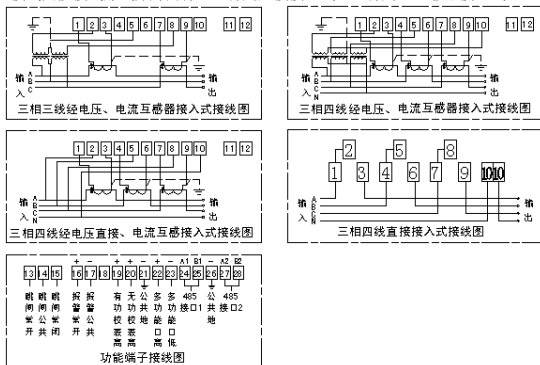 1 2 3 4 5 6 7 8 9 10 11 12
输入
A
B
C
输出
三相三线经电压、电流互感器接入式接线图
1 2 3 4 5 6 7 8 9 10 11 12
输入
A
B
C
N
输出
三相四线经电压、电流互感器接入式接线图
1 2 3 4 5 6 7 8 9 10 11 12
输入
A
B
C
N
输出
三相四线经电压直接、电流互感接入式接线图
2 5 8
1 3 4 6 7 9 10 10
输入
A
B
C
N
输出
三相四线直接接入式接线图
+ - + + - + - A1 B1 - A2 B2
13 14 15 16 17 18 19 20 21 22 23 24 25 26 27 28
跳闸常开
跳闸公共
跳闸常闭
报警常开
报警公共
有功校表高
无功校表高
公共地
多功能口高
多功能口低
485接口1
公共地
485接口2
功能端子接线图